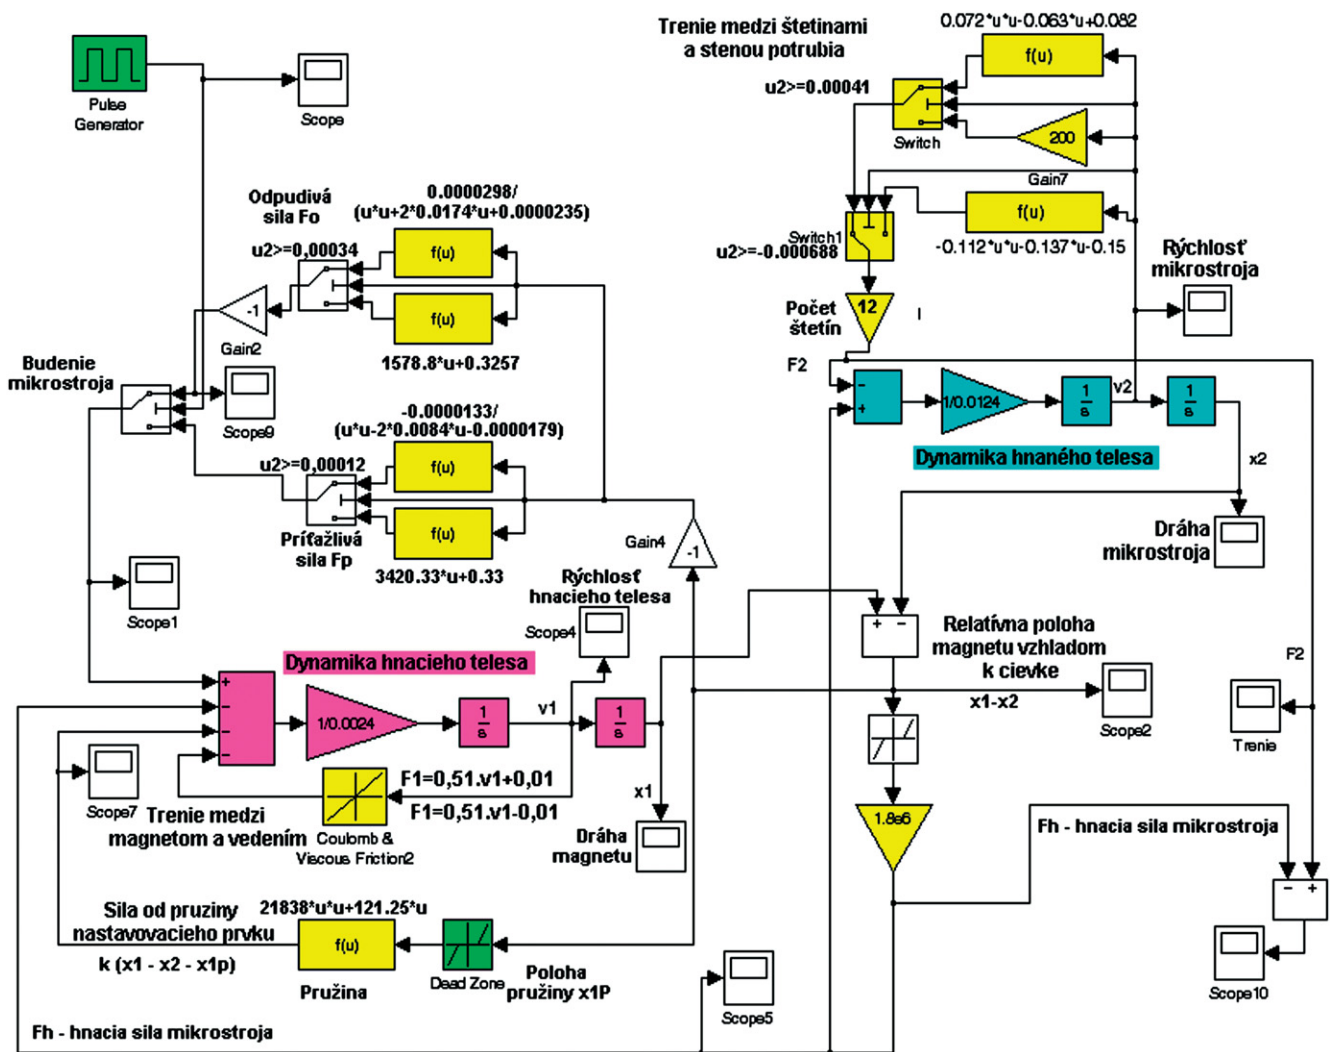 Trenie medzi štetinami
a stenou potrubia
0.072*u*u-0.063*u+0.082
f(u)
u2>=0.00041
Switch
200
Gain7
f(u)
-0.112*u*u-0.137*u-0.15
Switch1
u2>=-0.000688
Počet
štetín
12
Rýchlosť
mikrostroja
Pulse
Generator
Scope
Odpudivá
sila Fo
0.0000298/
(u*u+2*0.0174*u+0.0000235)
u2>=0,00034
f(u)
f(u)
1578.8*u+0.3257
-1
Gain2
Budenie
mikrostroja
Scope9
-0.0000133/
(u*u-2*0.0084*u-0.0000179)
u2>=0,00012
f(u)
f(u)
Príťažlivá
sila Fp
3420.33*u+0.33
Gain4
-1
F2
1/0.0124
1
s
v2
1
s
Dynamika hnaného telesa
x2
Dráha
mikrostroja
Scope1
Rýchlosť
hnacieho telesa
Scope4
Dynamika hnacieho telesa
1/0.0024
1
s
v1
1
s
+ −
Relatívna poloha
magnetu vzhladom
k cievke
x1-x2
Scope2
F2
Trenie
Scope7
Trenie medzi
magnetom a vedením
F1=0,51.v1+0,01
F1=0,51.v1-0,01
Coulomb &
Viscous Friction2
x1
Dráha
magnetu
1.8e6
Fh - hnacia sila mikrostroja
− +
Scope10
Sila od pruziny
nastavovacieho prvku
k (x1 - x2 - x1p)
21838*u*u+121.25*u
f(u)
Pružina
Dead Zone
Poloha
pružiny x1P
Scope5
Fh - hnacia sila mikrostroja